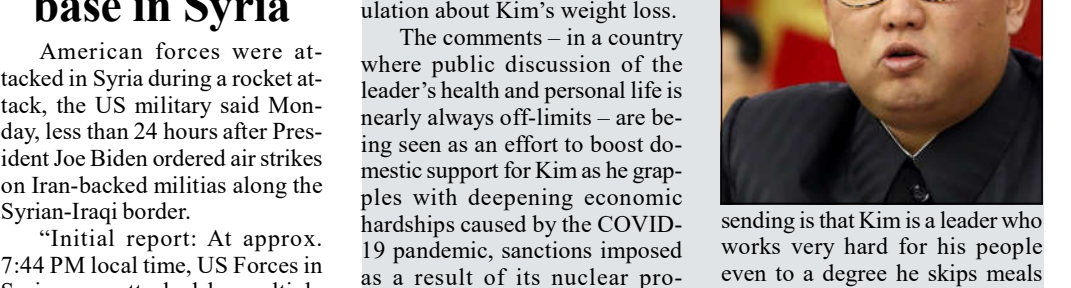 base in Syria
American forces were at-
tacked in Syria during a rocket at-
tack, the US military said Mon-
day, less than 24 hours after Pres-
ident Joe Biden ordered air strikes
on Iran-backed militias along the
Syrian-Iraqi border.
“Initial report: At approx.
7:44 PM local time, US Forces in
ulation about Kim’s weight loss.
The comments – in a country
where public discussion of the
leader’s health and personal life is
nearly always off-limits – are be-
ing seen as an effort to boost do-
mestic support for Kim as he grap-
ples with deepening economic
hardships caused by the COVID-
19 pandemic, sanctions imposed
as a result of its nuclear pro-
sending is that Kim is a leader who
works very hard for his people
even to a degree he skips meals